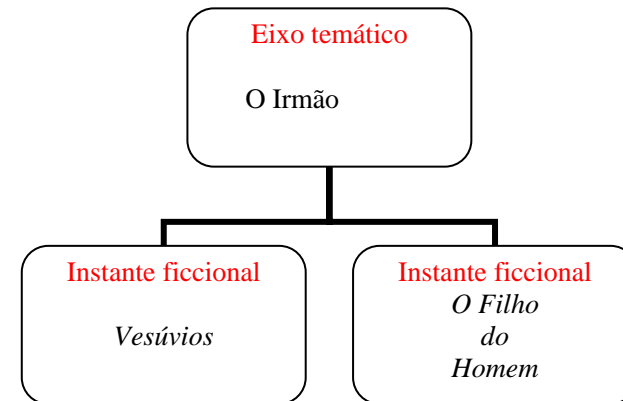 Eixo temático
O Irmão
Instante ficcional
Vesúvios
Instante ficcional
O Filho
do
Homem